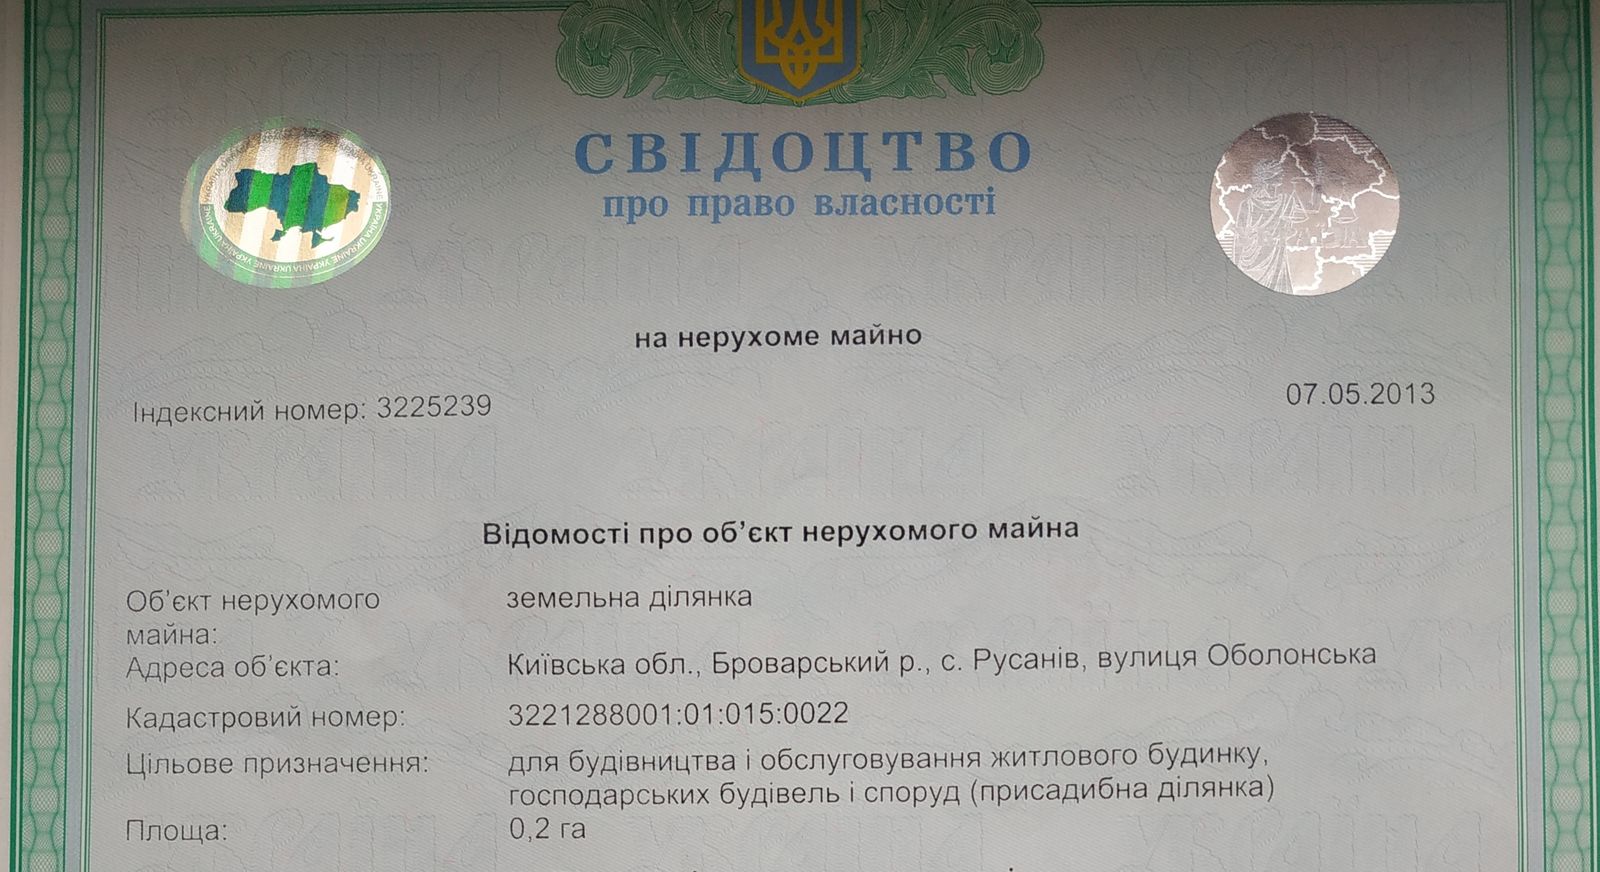 СВІДОЦТВО
про право власності
на нерухоме майно
Індексний номер: 3225239
07.05.2013
Відомості про об'єкт нерухомого майна
Об'єкт нерухомого майна: земельна ділянка
Адреса об'єкта: Київська обл., Броварський р., с. Русанів, вулиця Оболонська
Кадастровий номер: 3221288001:01:015:0022
Цільове призначення: для будівництва і обслуговування житлового будинку,
господарських будівель і споруд (присадибна ділянка)
Площа: 0,2 га